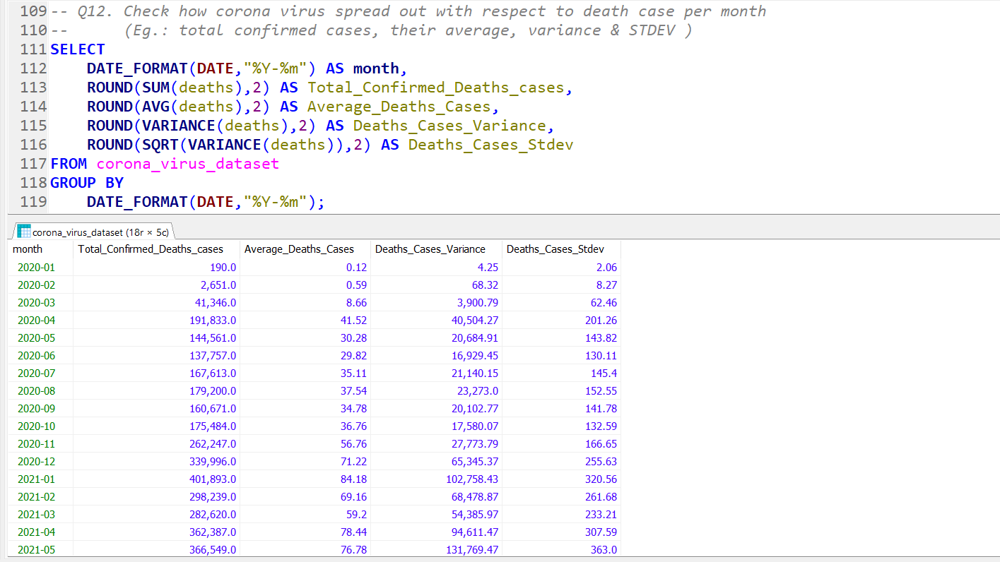 109 -- Q12. Check how corona virus spread out with respect to death case per month
110 --      (Eg.: total confirmed cases, their average, variance & STDEV )
111 SELECT
112     DATE_FORMAT(DATE,"%Y-%m") AS month,
113     ROUND(SUM(deaths),2) AS Total_Confirmed_Deaths_cases,
114     ROUND(AVG(deaths),2) AS Average_Deaths_Cases,
115     ROUND(VARIANCE(deaths),2) AS Deaths_Cases_Variance,
116     ROUND(SQRT(VARIANCE(deaths)),2) AS Deaths_Cases_Stdev
117 FROM corona_virus_dataset
118 GROUP BY
119     DATE_FORMAT(DATE,"%Y-%m");
corona_virus_dataset (18r × 5c)
month Total_Confirmed_Deaths_cases Average_Deaths_Cases Deaths_Cases_Variance Deaths_Cases_Stdev
2020-01 190.0 0.12 4.25 2.06
2020-02 2,651.0 0.59 68.32 8.27
2020-03 41,346.0 8.66 3,900.79 62.46
2020-04 191,833.0 41.52 40,504.27 201.26
2020-05 144,561.0 30.28 20,684.91 143.82
2020-06 137,757.0 29.82 16,929.45 130.11
2020-07 167,613.0 35.11 21,140.15 145.4
2020-08 179,200.0 37.54 23,273.0 152.55
2020-09 160,671.0 34.78 20,102.77 141.78
2020-10 175,484.0 36.76 17,580.07 132.59
2020-11 262,247.0 56.76 27,773.79 166.65
2020-12 339,996.0 71.22 65,345.37 255.63
2021-01 401,893.0 84.18 102,758.43 320.56
2021-02 298,239.0 69.16 68,478.87 261.68
2021-03 282,620.0 59.2 54,385.97 233.21
2021-04 362,387.0 78.44 94,611.47 307.59
2021-05 366,549.0 76.78 131,769.47 363.0